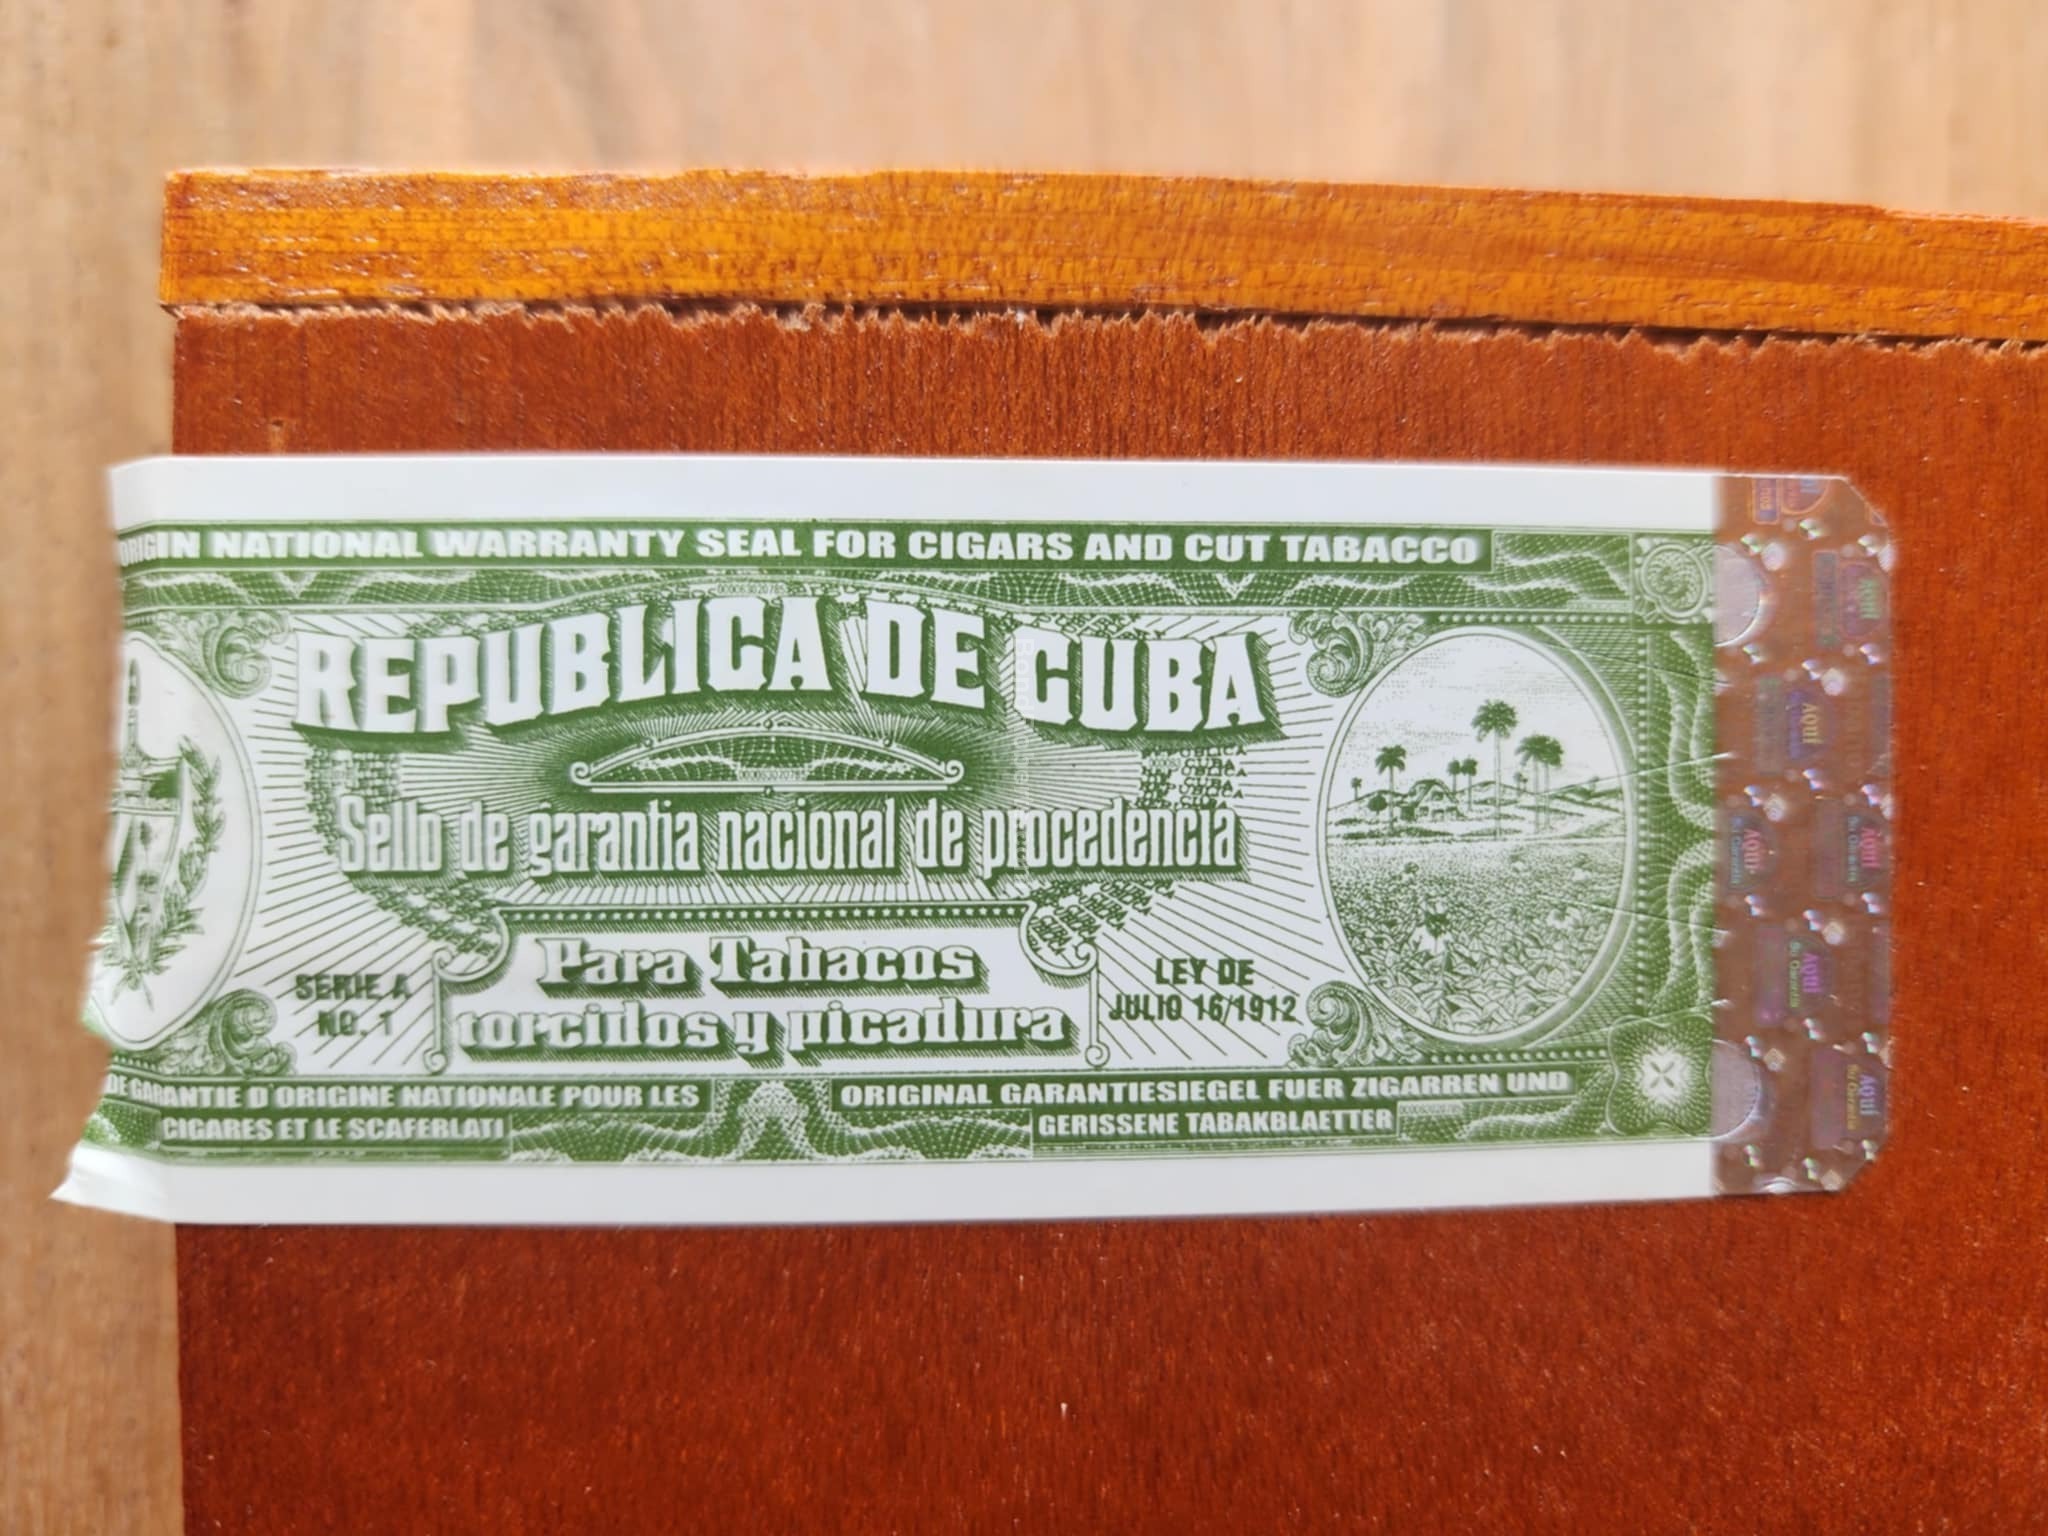 ORIGIN NATIONAL WARRANTY SEAL FOR CIGARS AND CUT TABACCO
REPUBLICA DE CUBA
Sello de garantia nacional de procedencia
Para Tabacos
torcidos y picadura
SERIE A
NO. 1
LEY DE
JULIO 16/1912
DE GARANTIE D'ORIGINE NATIONALE POUR LES
CIGARES ET LE SCAFERLATI
ORIGINAL GARANTIESIEGEL FUER ZIGARREN UND
GERISSENE TABAKBLAETTER